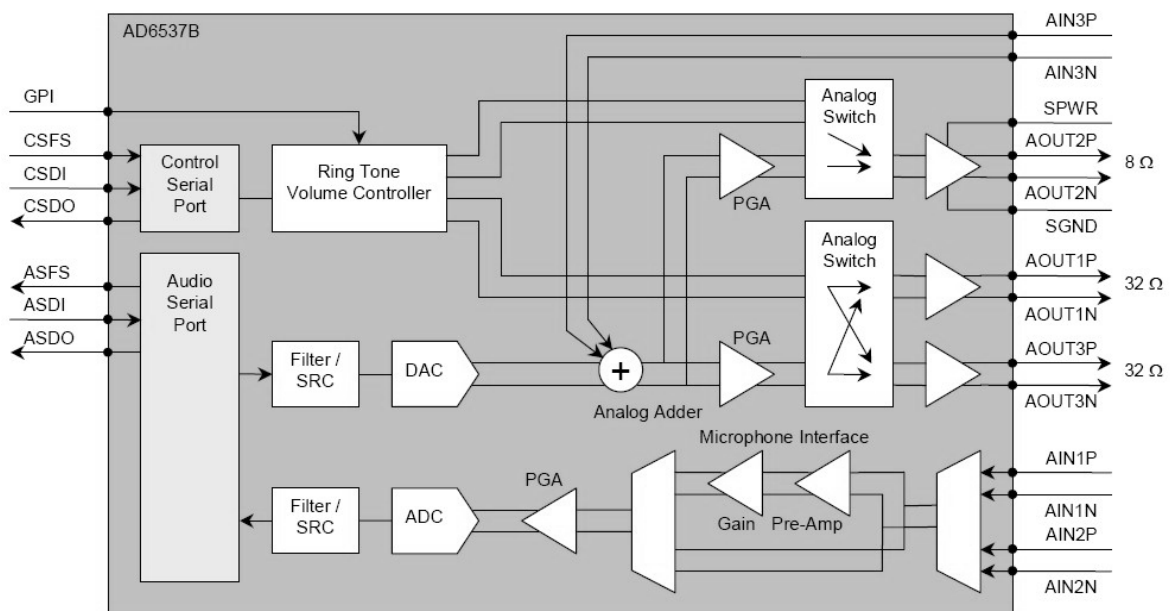 AD6537B
AIN3P
AIN3N
GPI
CSFS
CSDI
CSDO
Control
Serial
Port
Ring Tone
Volume Controller
Analog
Switch
PGA
SPWR
AOUT2P
8 Ω
AOUT2N
SGND
ASFS
ASDI
ASDO
Audio
Serial
Port
Analog
Switch
AOUT1P
32 Ω
AOUT1N
Filter /
SRC
DAC
+
Analog Adder
PGA
AOUT3P
32 Ω
AOUT3N
Microphone Interface
Filter /
SRC
ADC
PGA
Gain
Pre-Amp
AIN1P
AIN1N
AIN2P
AIN2N